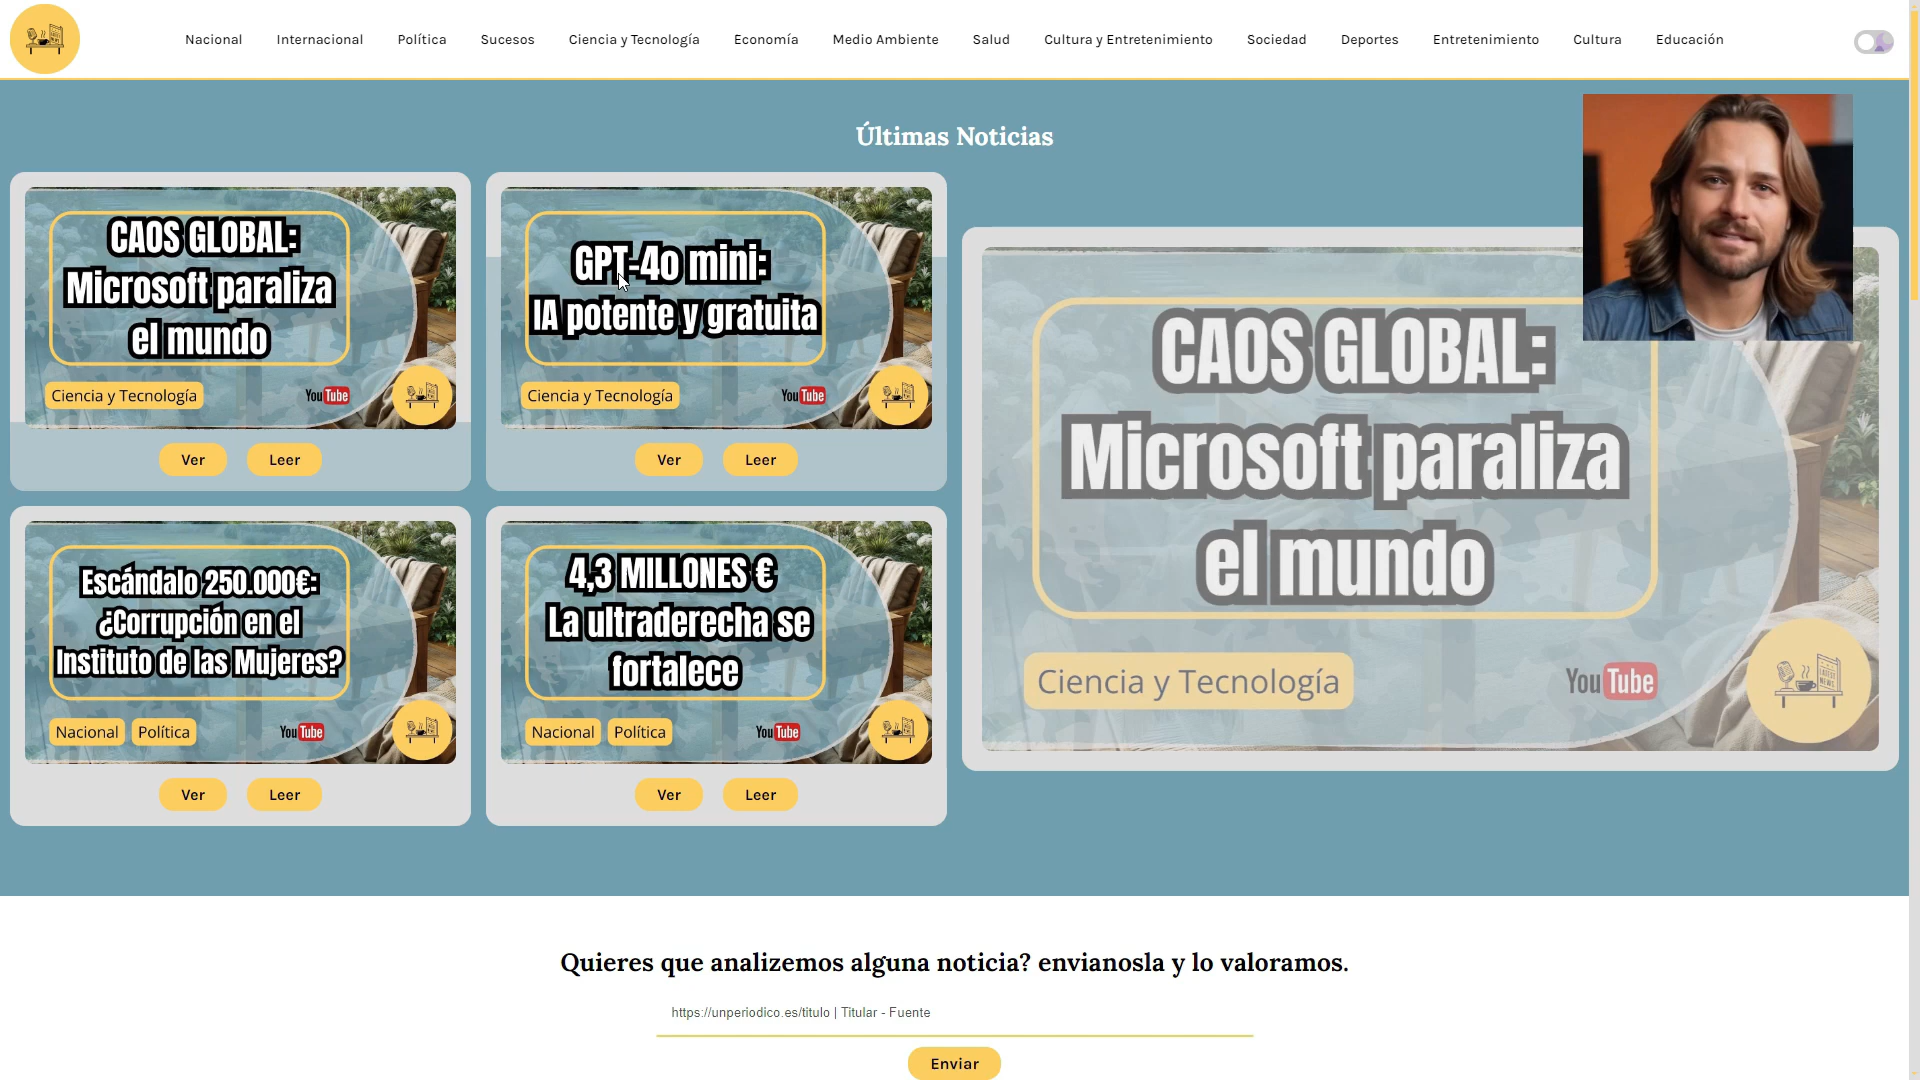 Nacional Internacional Política Sucesos Ciencia y Tecnología Economía Medio Ambiente Salud Cultura y Entretenimiento Sociedad Deportes Entretenimiento Cultura Educación
Últimas Noticias
CAOS GLOBAL:
Microsoft paraliza
el mundo
Ciencia y Tecnología
YouTube
Ver Leer
GPT-4o mini:
IA potente y gratuita
Ciencia y Tecnología
YouTube
Ver Leer
Escándalo 250.000€:
¿Corrupción en el
Instituto de las Mujeres?
Nacional Política
YouTube
Ver Leer
4,3 MILLONES €
La ultraderecha se
fortalece
Nacional Política
YouTube
Ver Leer
CAOS GLOBAL:
Microsoft paraliza
el mundo
Ciencia y Tecnología
YouTube
LATEST
NEWS
Quieres que analizemos alguna noticia? envianosla y lo valoramos.
https://unperiodico.es/titulo | Titular - Fuente
Enviar